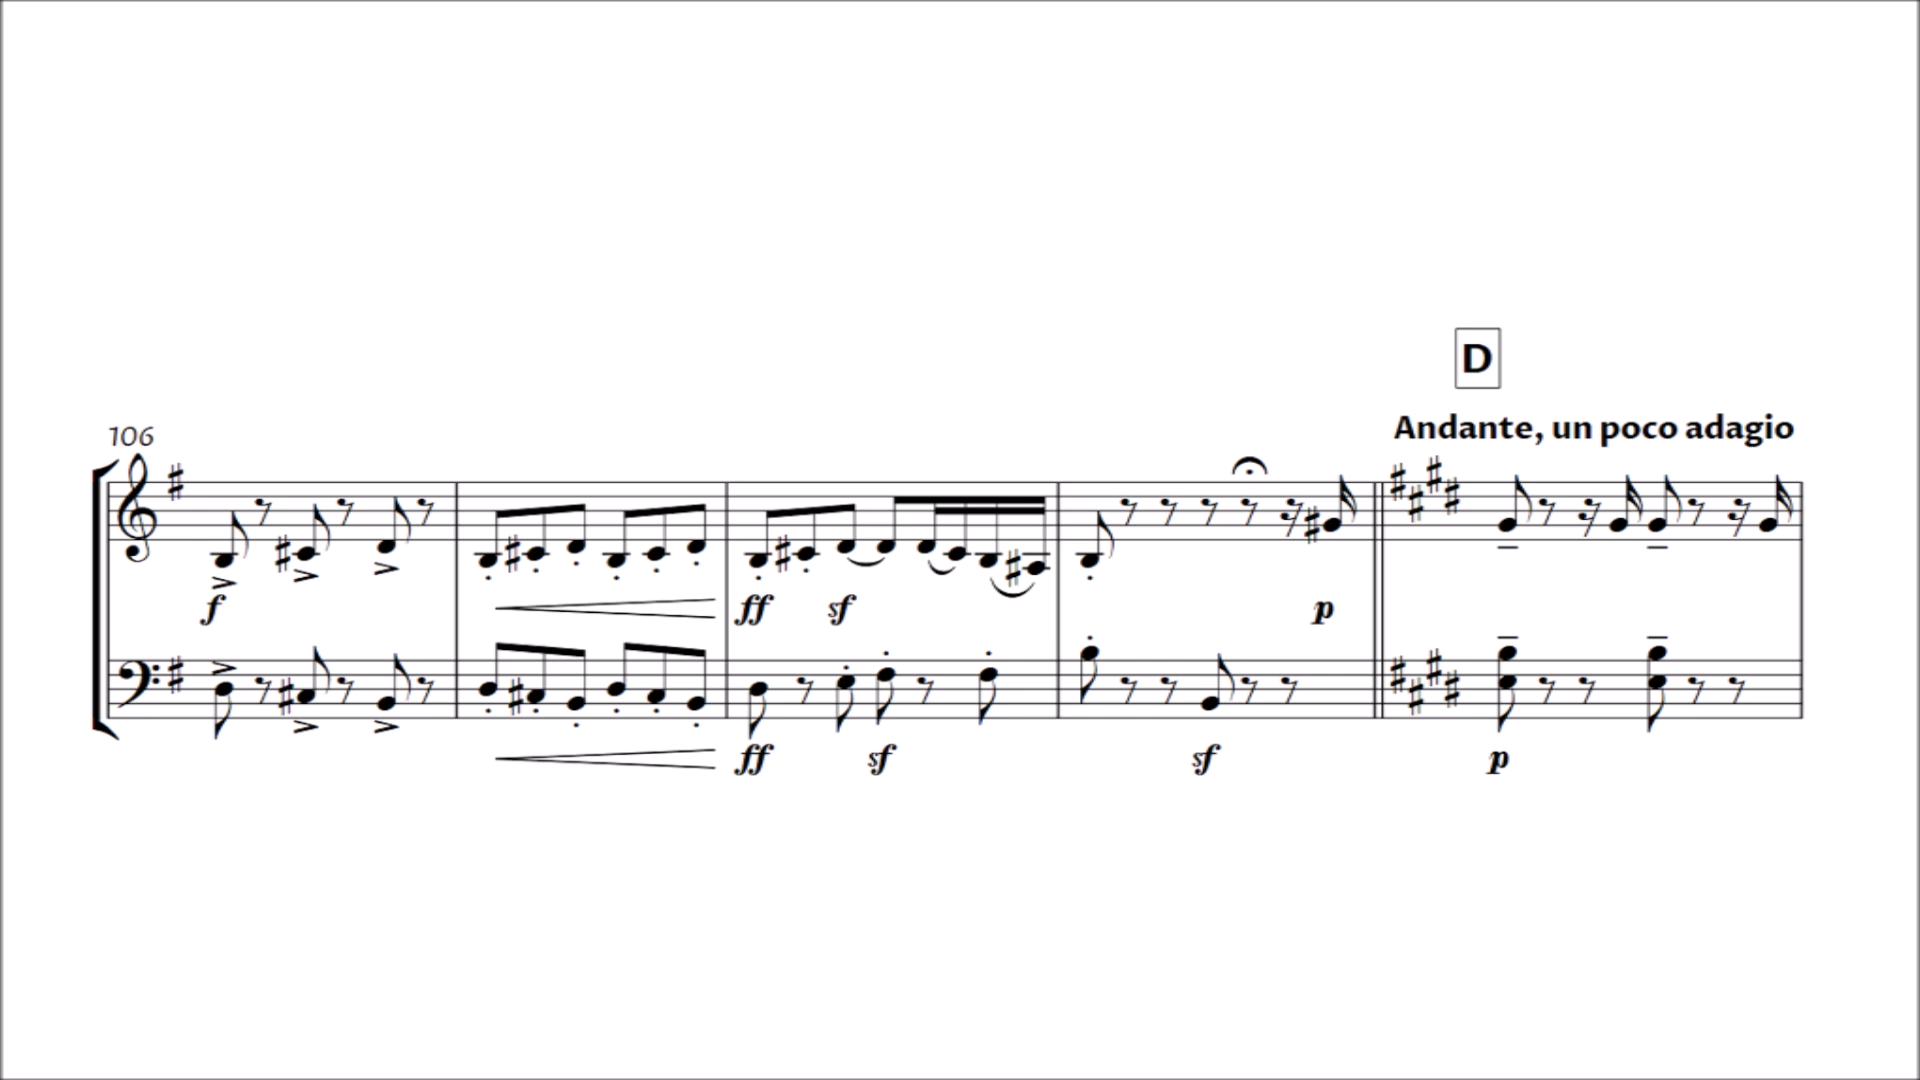 D
Andante, un poco adagio
106
f ff sf p
ff sf sf p